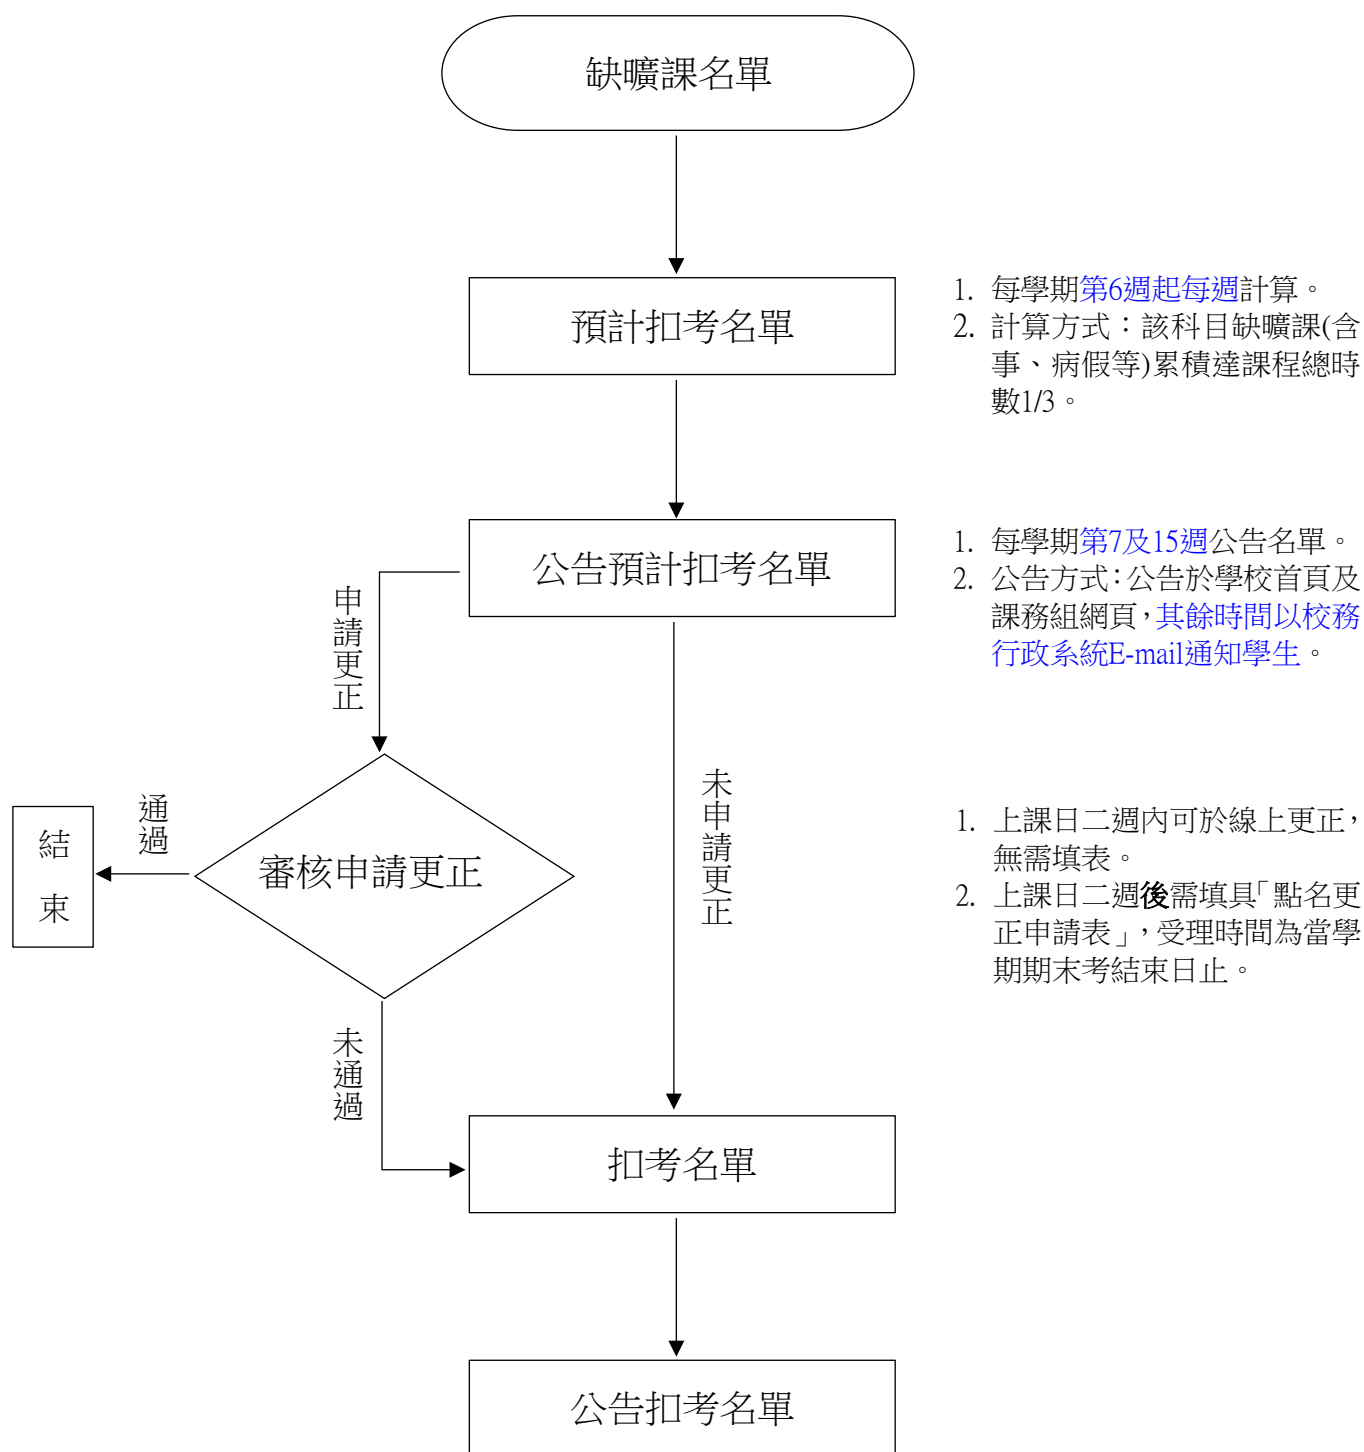 缺曠課名單
預計扣考名單
1. 每學期第6週起每週計算。
2. 計算方式：該科目缺曠課(含
事、病假等)累積達課程總時
數1/3。
公告預計扣考名單
1. 每學期第7及15週公告名單。
2. 公告方式：公告於學校首頁及
課務組網頁，其餘時間以校務
行政系統E-mail通知學生。
申請更正
未申請更正
審核申請更正
通過
結束
1. 上課日二週內可於線上更正，
無需填表。
2. 上課日二週後需填具「點名更
正申請表」，受理時間為當學
期期末考結束日止。
未通過
扣考名單
公告扣考名單